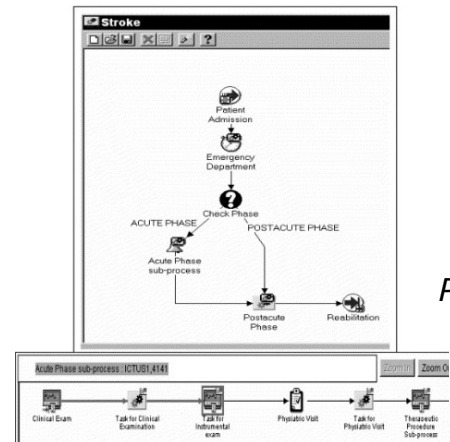 Stroke
Patient
Admission
Emergency
Department
Check Phase
ACUTE PHASE
POSTACUTE PHASE
Acute Phase
sub-process
Postacute
Phase
Reabilitation
P
Acute Phase sub-process : ICTUS1,4141
Zoom In
Zoom Ou
Clinical Exam
Task for Clinical
Examination
Task for
Instrumental
exam
Physiatric Visit
Task for
Physiatric Visit
Therapeutic
Procedure
Sub-process